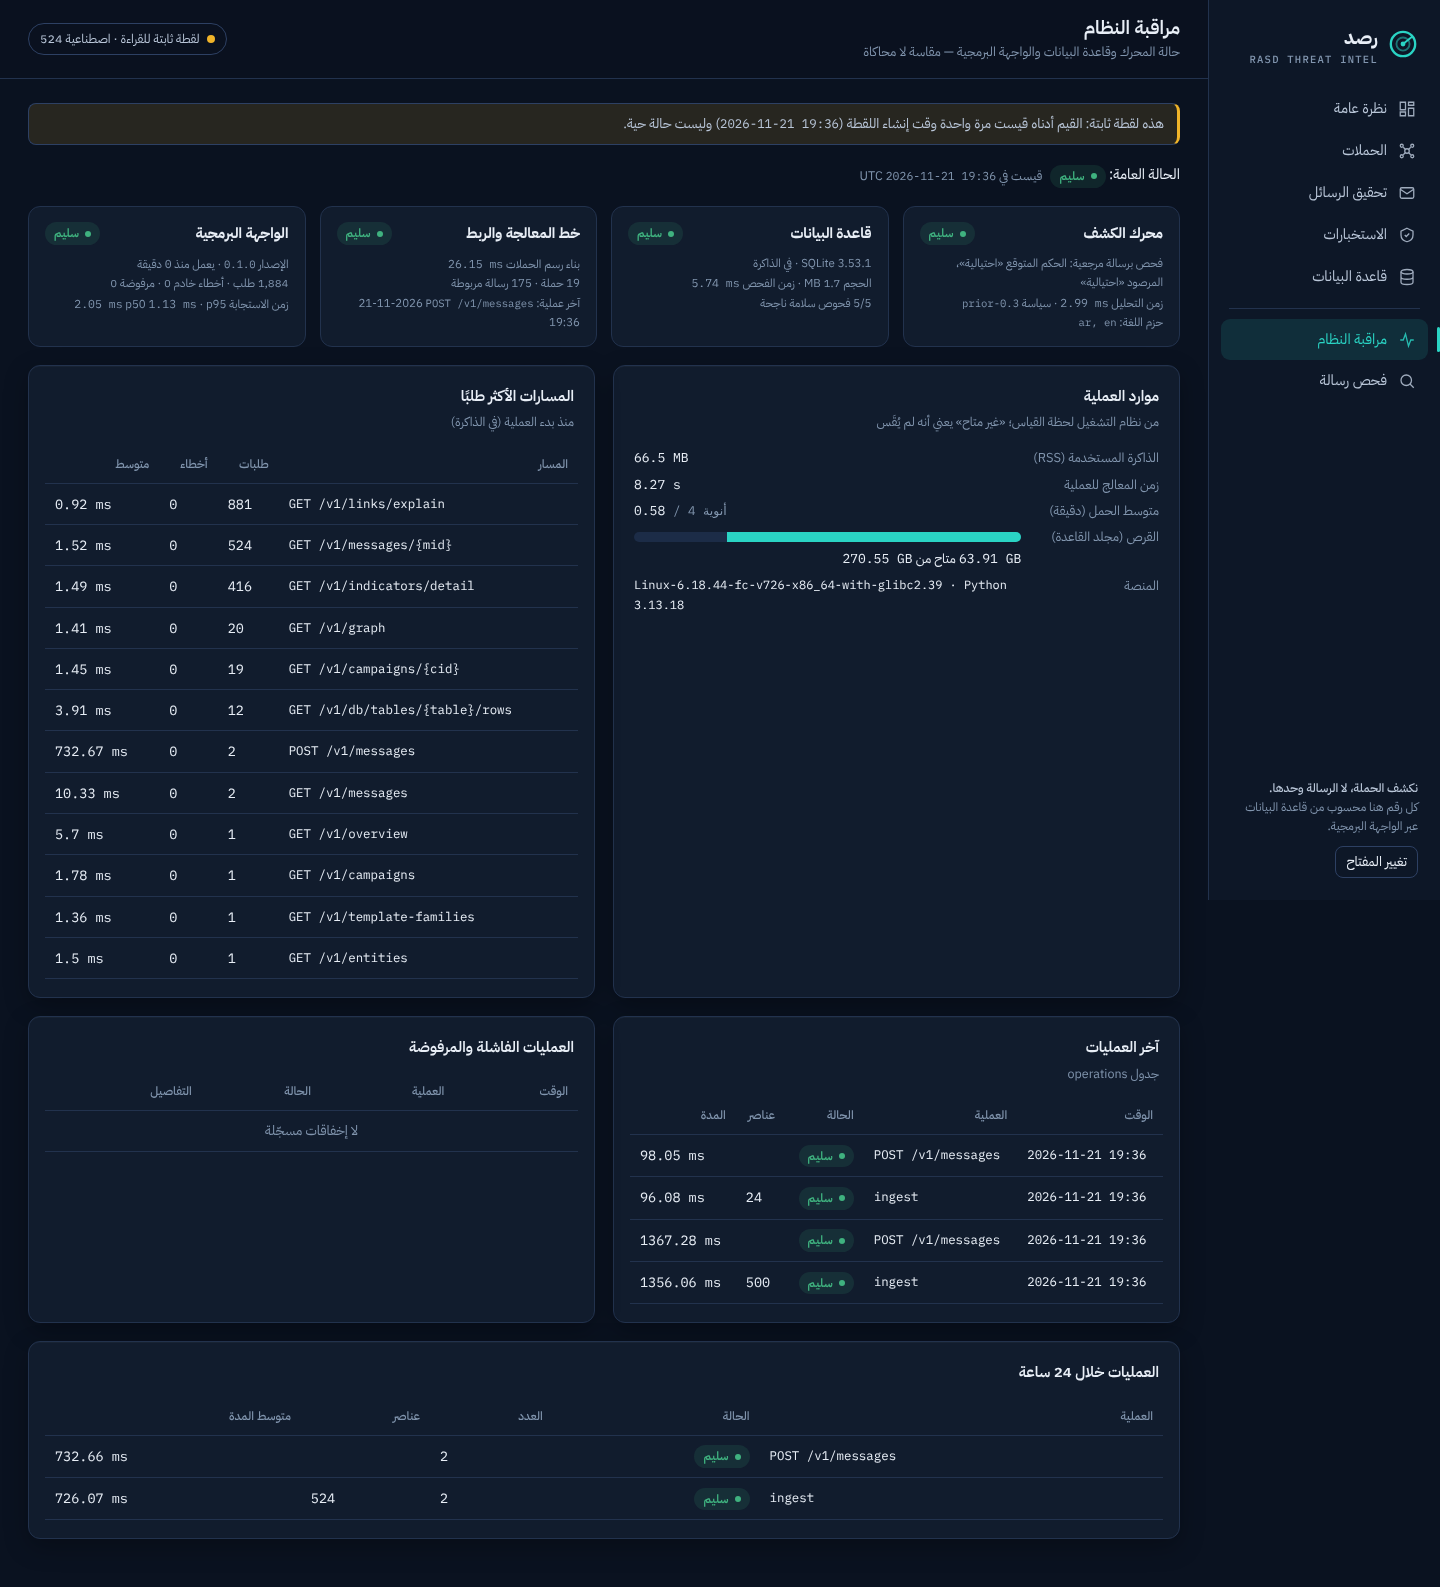 رصد
RASD THREAT INTEL
نظرة عامة
الحملات
تحقيق الرسائل
الاستخبارات
قاعدة البيانات
مراقبة النظام
فحص رسالة
نكشف الحملة، لا الرسالة وحدها.
كل رقم هنا محسوب من قاعدة البيانات
عبر الواجهة البرمجية.
تغيير المفتاح
مراقبة النظام
حالة المحرك وقاعدة البيانات والواجهة البرمجية — مقاسة لا محاكاة
لقطة ثابتة للقراءة · اصطناعية 524
هذه لقطة ثابتة: القيم أدناه قيست مرة واحدة وقت إنشاء اللقطة (2026-11-21 19:36) وليست حالة حية.
الحالة العامة: سليم قيست في 2026-11-21 19:36 UTC
محرك الكشف سليم
فحص برسالة مرجعية: الحكم المتوقع «احتيالية»،
المرصود «احتيالية»
زمن التحليل 2.99 ms · سياسة prior-0.3
حزم اللغة: ar, en
قاعدة البيانات سليم
SQLite 3.53.1 · في الذاكرة
الحجم 1.7 MB · زمن الفحص 5.74 ms
5/5 فحوص سلامة ناجحة
خط المعالجة والربط سليم
بناء رسم الحملات 26.15 ms
19 حملة · 175 رسالة مربوطة
آخر عملية: POST /v1/messages 21-11-2026
19:36
الواجهة البرمجية سليم
الإصدار 0.1.0 · يعمل منذ 0 دقيقة
1,884 طلب · أخطاء خادم 0 · مرفوضة 0
زمن الاستجابة p50 1.13 ms · p95 2.05 ms
موارد العملية
من نظام التشغيل لحظة القياس؛ «غير متاح» يعني أنه لم يُقَس
الذاكرة المستخدمة (RSS) 66.5 MB
زمن المعالج للعملية 8.27 s
متوسط الحمل (دقيقة) 0.58 / 4 أنوية
القرص (مجلد القاعدة)
63.91 GB متاح من 270.55 GB
المنصة Linux-6.18.44-fc-v726-x86_64-with-glibc2.39 · Python
3.13.18
المسارات الأكثر طلبًا
منذ بدء العملية (في الذاكرة)
المسار طلبات أخطاء متوسط
GET /v1/links/explain 881 0 0.92 ms
GET /v1/messages/{mid} 524 0 1.52 ms
GET /v1/indicators/detail 416 0 1.49 ms
GET /v1/graph 20 0 1.41 ms
GET /v1/campaigns/{cid} 19 0 1.45 ms
GET /v1/db/tables/{table}/rows 12 0 3.91 ms
POST /v1/messages 2 0 732.67 ms
GET /v1/messages 2 0 10.33 ms
GET /v1/overview 1 0 5.7 ms
GET /v1/campaigns 1 0 1.78 ms
GET /v1/template-families 1 0 1.36 ms
GET /v1/entities 1 0 1.5 ms
آخر العمليات
جدول operations
الوقت العملية الحالة عناصر المدة
2026-11-21 19:36 POST /v1/messages سليم 98.05 ms
2026-11-21 19:36 ingest سليم 24 96.08 ms
2026-11-21 19:36 POST /v1/messages سليم 1367.28 ms
2026-11-21 19:36 ingest سليم 500 1356.06 ms
العمليات الفاشلة والمرفوضة
الوقت العملية الحالة التفاصيل
لا إخفاقات مسجّلة
العمليات خلال 24 ساعة
العملية الحالة العدد عناصر متوسط المدة
POST /v1/messages سليم 2 732.66 ms
ingest سليم 2 524 726.07 ms